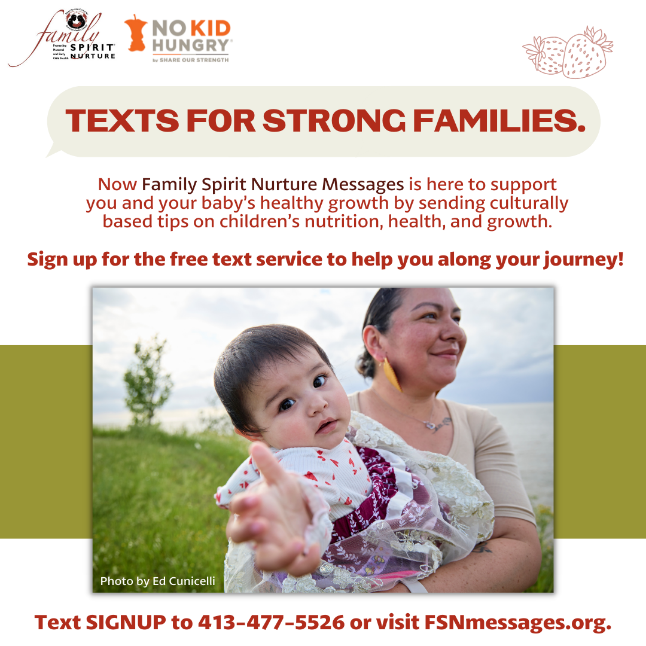 family
SPIRIT
NURTURE
NO KID
HUNGRY
by SHARE OUR STRENGTH
TEXTS FOR STRONG FAMILIES.
Now Family Spirit Nurture Messages is here to support
you and your baby's healthy growth by sending culturally
based tips on children's nutrition, health, and growth.
Sign up for the free text service to help you along your journey!
Photo by Ed Cunicelli
Text SIGNUP to 413-477-5526 or visit FSNmessages.org.